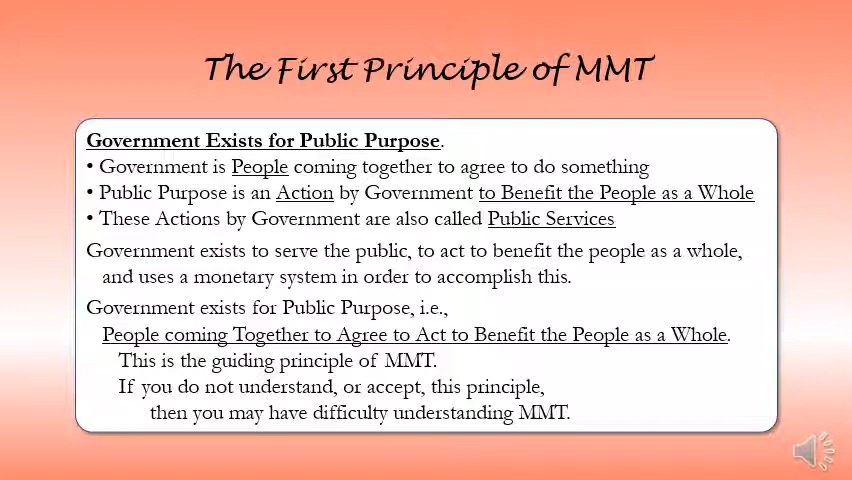 The First Principle of MMT
Government Exists for Public Purpose.
• Government is People coming together to agree to do something
• Public Purpose is an Action by Government to Benefit the People as a Whole
• These Actions by Government are also called Public Services
Government exists to serve the public, to act to benefit the people as a whole,
and uses a monetary system in order to accomplish this.
Government exists for Public Purpose, i.e.,
People coming Together to Agree to Act to Benefit the People as a Whole.
This is the guiding principle of MMT.
If you do not understand, or accept, this principle,
then you may have difficulty understanding MMT.